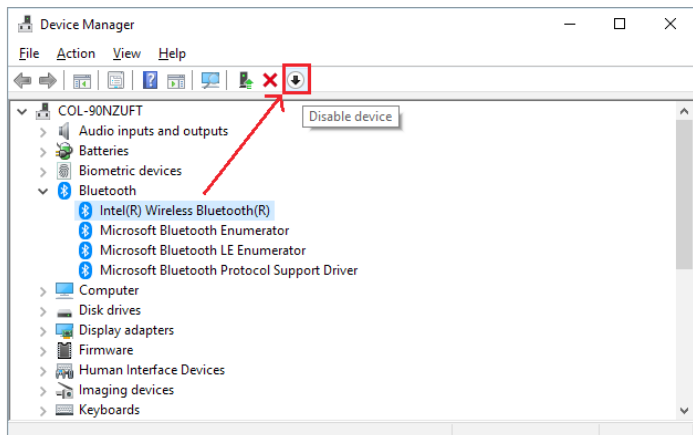 Device Manager
File Action View Help
Disable device
COL-90NZUFT
Audio inputs and outputs
Batteries
Biometric devices
Bluetooth
Intel(R) Wireless Bluetooth(R)
Microsoft Bluetooth Enumerator
Microsoft Bluetooth LE Enumerator
Microsoft Bluetooth Protocol Support Driver
Computer
Disk drives
Display adapters
Firmware
Human Interface Devices
Imaging devices
Keyboards